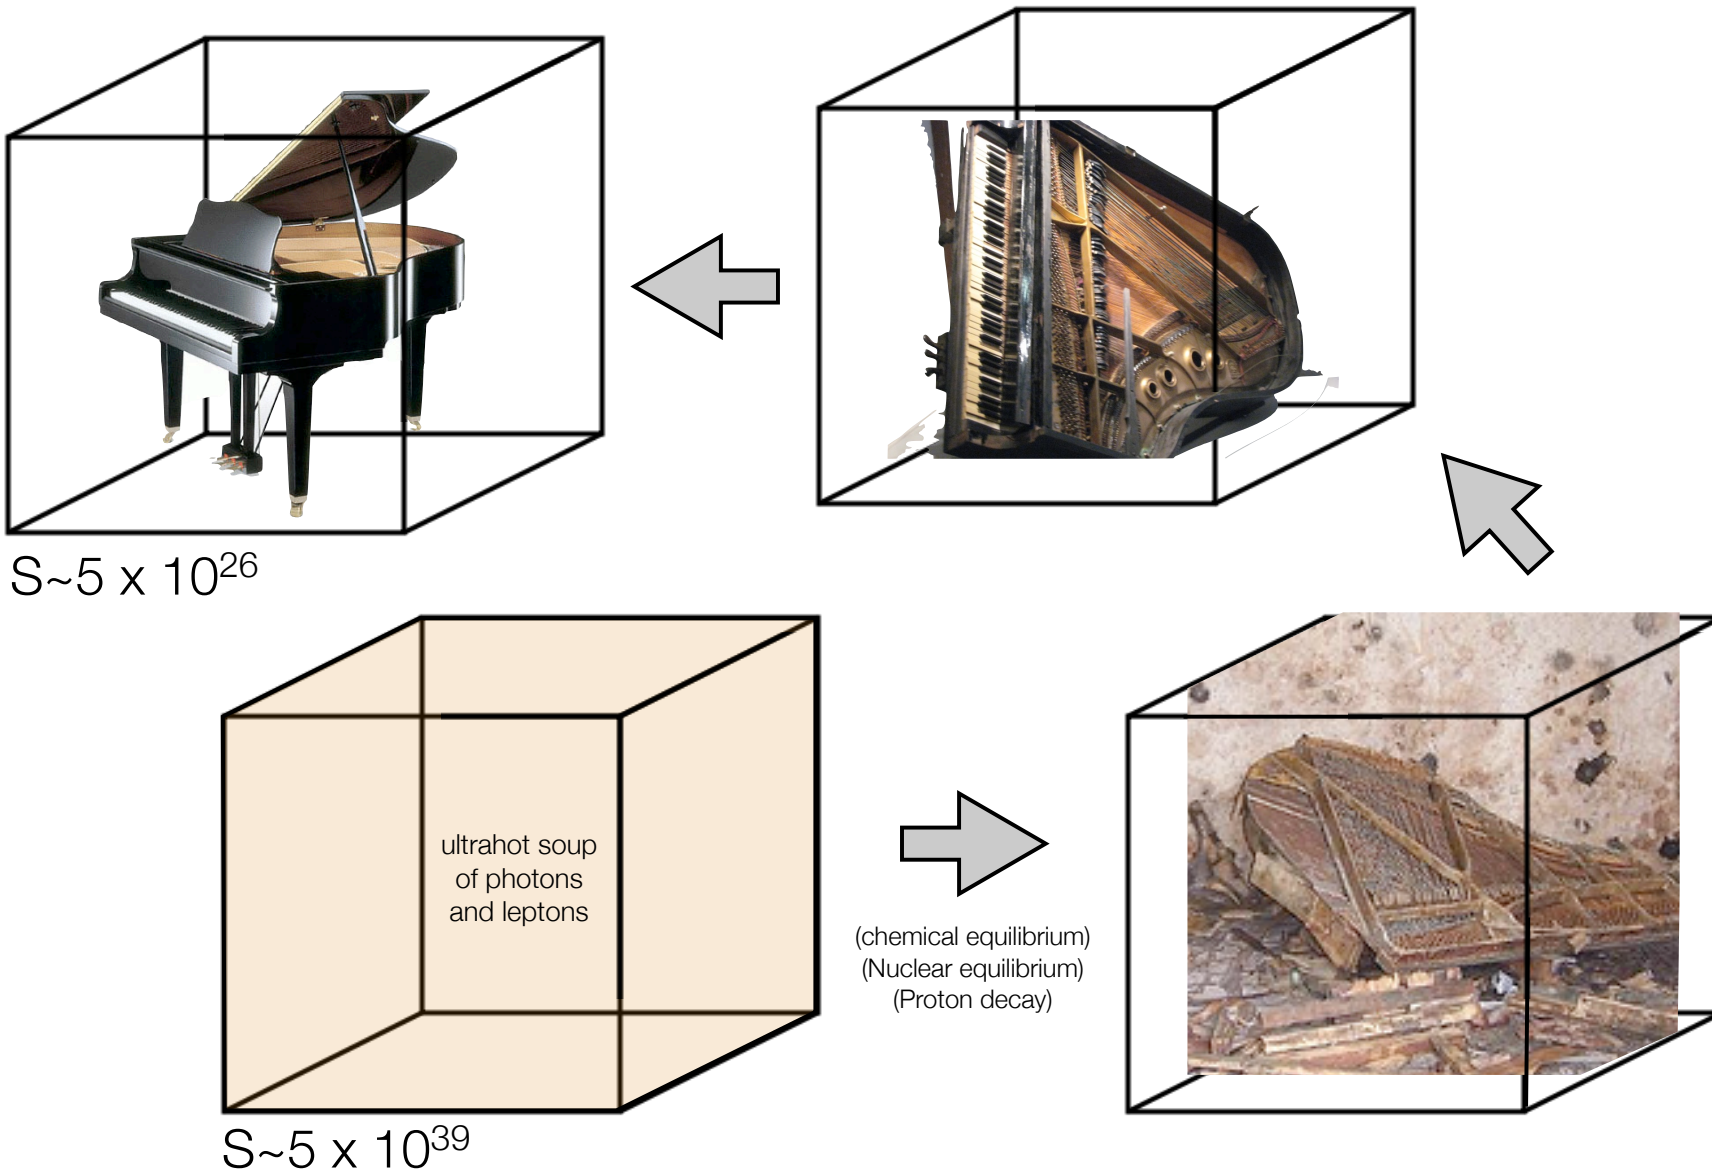 S~5 x 10²⁶
ultrahot soup
of photons
and leptons
(chemical equilibrium)
(Nuclear equilibrium)
(Proton decay)
S~5 x 10³⁹